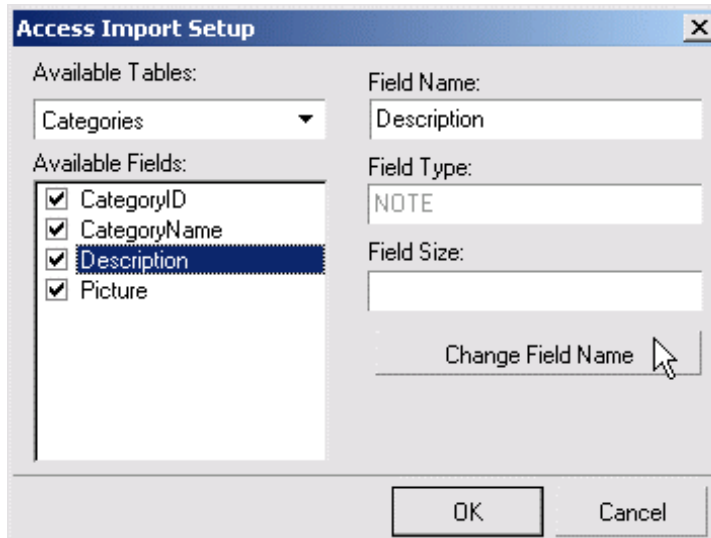 Access Import Setup
Available Tables:
Categories
Available Fields:
CategoryID
CategoryName
Description
Picture
Field Name:
Description
Field Type:
NOTE
Field Size:
Change Field Name
OK
Cancel